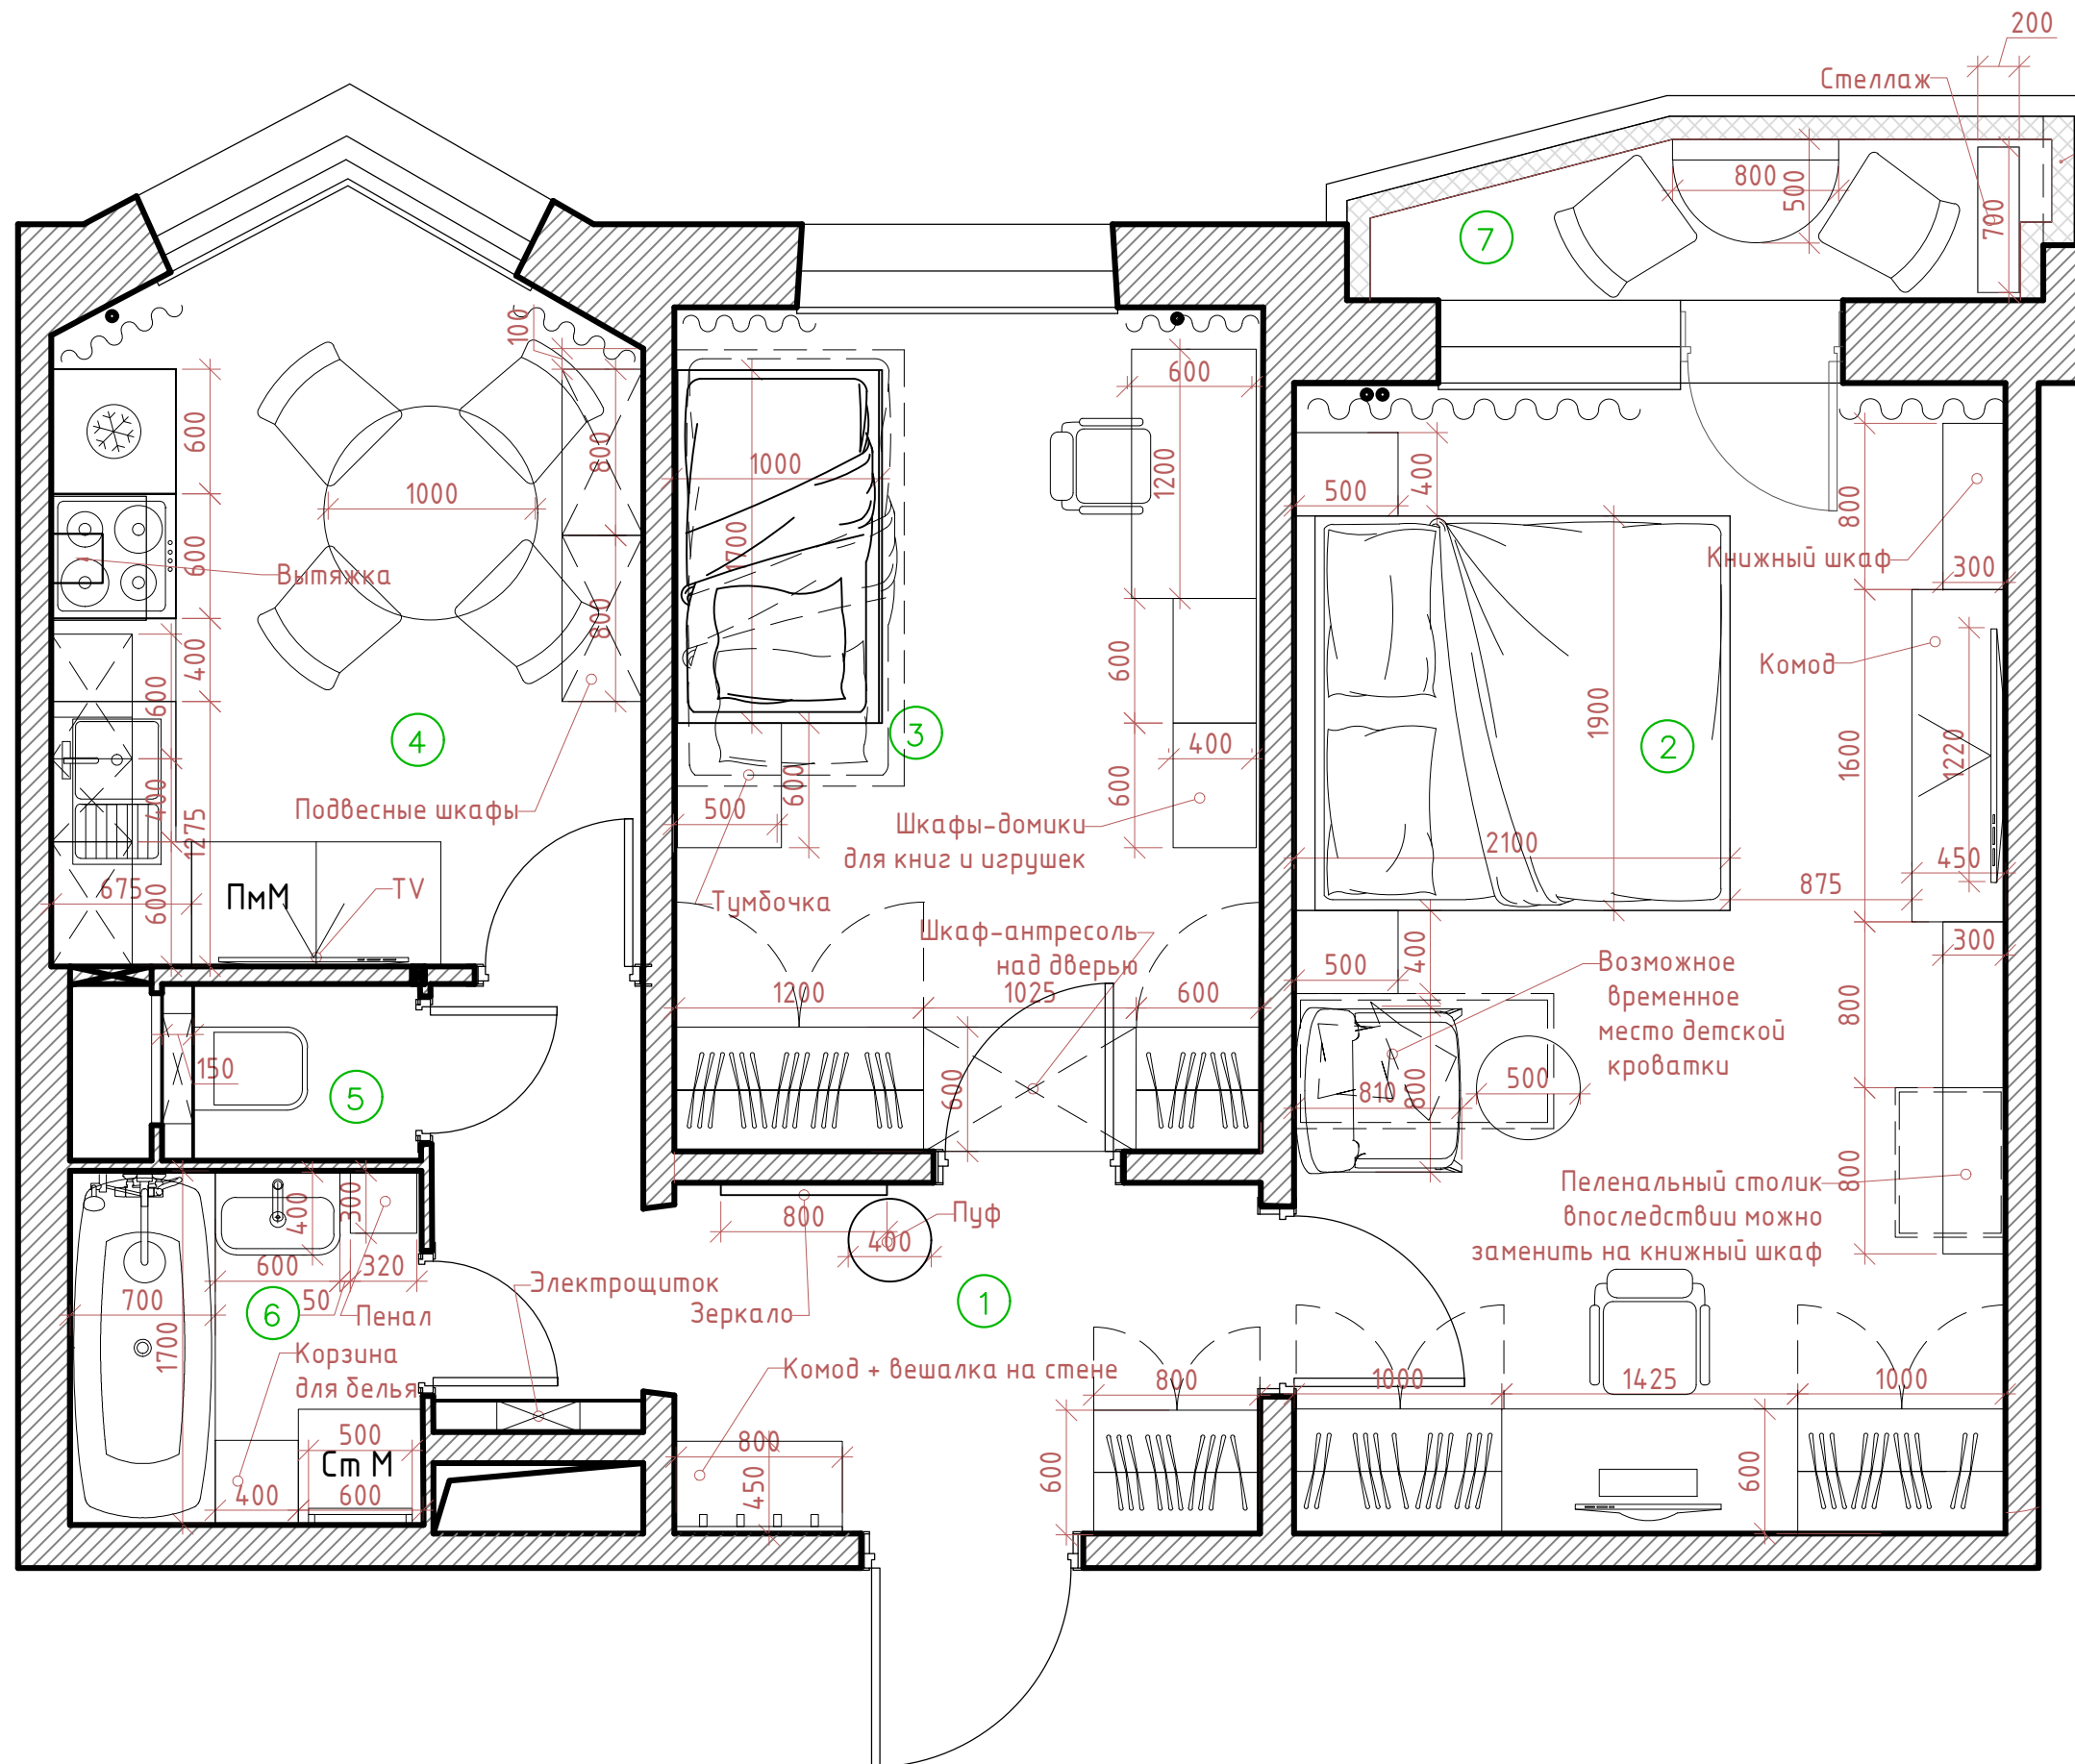 200
Стеллаж
800
500
700
7
100
600
1000
800
600
Вытяжка
800
400
600
4
400
1275
Подвесные шкафы
675
600
ПмМ
TV
1000
1700
600
1200
600
3
400
500
600
600
Шкафы-домики
для книг и игрушек
Тумбочка
Шкаф-антресоль
над дверью
1200
1025
600
600
400
500
800
Книжный шкаф
300
Комод
1900
2
1600
1220
2100
450
875
300
400
500
Возможное
временное
место детской
кроватки
800
810
800
500
Пеленальный столик
впоследствии можно
заменить на книжный шкаф
800
150
5
400
300
600
320
50
6
700
1700
Пенал
Корзина
для белья
500
Ст М
400
600
800
Пуф
400
Электрощиток
Зеркало
1
Комод + вешалка на стене
800
450
800
600
1000
1425
1000
600